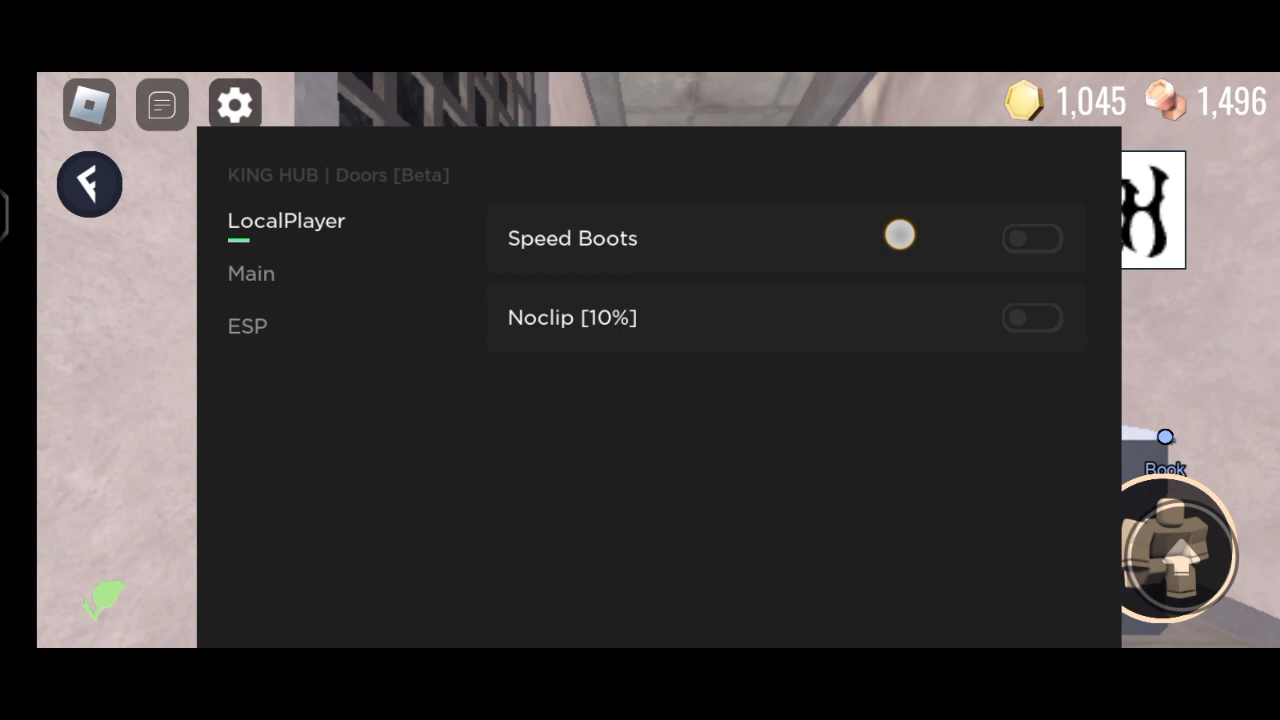 1,045 1,496
KING HUB | Doors [Beta]
LocalPlayer
Main
ESP
Speed Boots
Noclip [10%]
Book